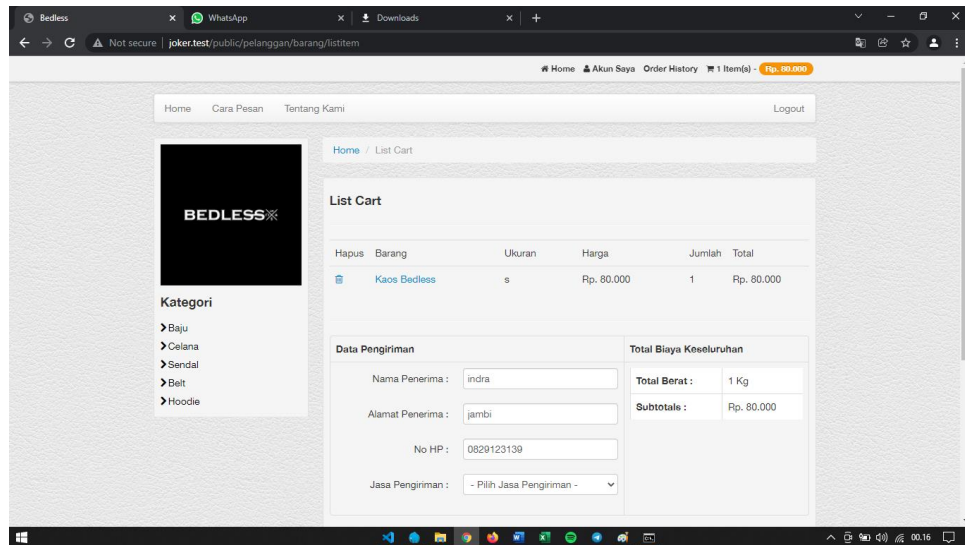 Bedless
WhatsApp
Downloads
Not secure | joker.test/public/pelanggan/barang/listitem
Home Akun Saya Order History 1 Item(s) - Rp. 80.000
Home Cara Pesan Tentang Kami Logout
BEDLESS
Kategori
Baju
Celana
Sendal
Belt
Hoodie
Home / List Cart
List Cart
Hapus Barang Ukuran Harga Jumlah Total
Kaos Bedless s Rp. 80.000 1 Rp. 80.000
Data Pengiriman
Nama Penerima : indra
Alamat Penerima : jambi
No HP : 0829123139
Jasa Pengiriman : - Pilih Jasa Pengiriman -
Total Biaya Keseluruhan
Total Berat : 1 Kg
Subtotals : Rp. 80.000
00.16